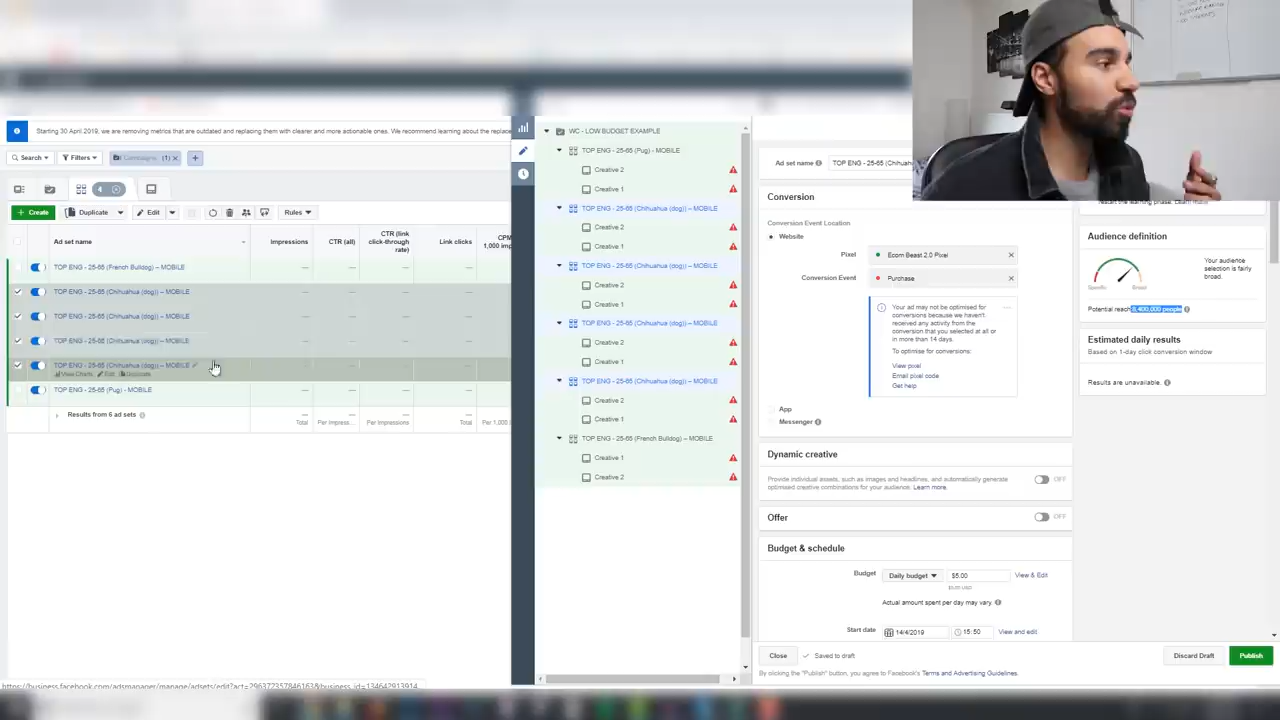 Starting 30 April 2019, we are removing metrics that are outdated and replacing them with clearer and more actionable ones. We recommend learning about the replace
Search
Filters
Campaigns (1)
4
Create
Duplicate
Edit
Rules
Ad set name
Impressions
CTR (all)
CTR (link click-through rate)
Link clicks
CPM
1,000 imp
TOP ENG - 25-65 (French Bulldog) – MOBILE
TOP ENG - 25-65 (Chihuahua (dog)) – MOBILE
TOP ENG - 25-65 (Chihuahua (dog)) – MOBILE
TOP ENG - 25-65 (Chihuahua (dog)) – MOBILE
TOP ENG - 25-65 (Chihuahua (dog)) – MOBILE
View Charts
Edit
Duplicate
TOP ENG - 25-65 (Pug) - MOBILE
Results from 6 ad sets
Total
Per Impress...
Per Impressions
Total
Per 1,000
https://business.facebook.com/adsmanager/manage/adsets/edit?act=
WC - LOW BUDGET EXAMPLE
TOP ENG - 25-65 (Pug) - MOBILE
Creative 2
Creative 1
TOP ENG - 25-65 (Chihuahua (dog)) – MOBILE
Creative 2
Creative 1
TOP ENG - 25-65 (Chihuahua (dog)) – MOBILE
Creative 2
Creative 1
TOP ENG - 25-65 (Chihuahua (dog)) – MOBILE
Creative 2
Creative 1
TOP ENG - 25-65 (Chihuahua (dog)) – MOBILE
Creative 2
Creative 1
TOP ENG - 25-65 (French Bulldog) – MOBILE
Creative 1
Creative 2
Ad set name
TOP ENG - 25-65 (Chihuahu
Conversion
Conversion Event Location
Website
Pixel
Ecom Beast 2.0 Pixel
Conversion Event
Purchase
Your ad may not be optimised for
conversions because we haven't
received any activity from the
conversion that you selected at all or
in more than 14 days.
To optimise for conversions:
View pixel
Email pixel code
Get help
App
Messenger
Dynamic creative
Provide individual assets, such as images and headlines, and automatically generate
optimised creative combinations for your audience. Learn more.
OFF
Offer
OFF
Budget & schedule
Budget
Daily budget
$5.00
View & Edit
Actual amount spent per day may vary.
Start date
14/4/2019
15:50
View and edit
Close
Saved to draft
Discard Draft
Publish
By clicking the "Publish" button, you agree to Facebook's Terms and Advertising Guidelines.
restart the learning phase. Learn more
Audience definition
Specific
Broad
Your audience selection is fairly broad.
Potential reach
400,000 people
Estimated daily results
Based on 1-day click conversion window
Results are unavailable.